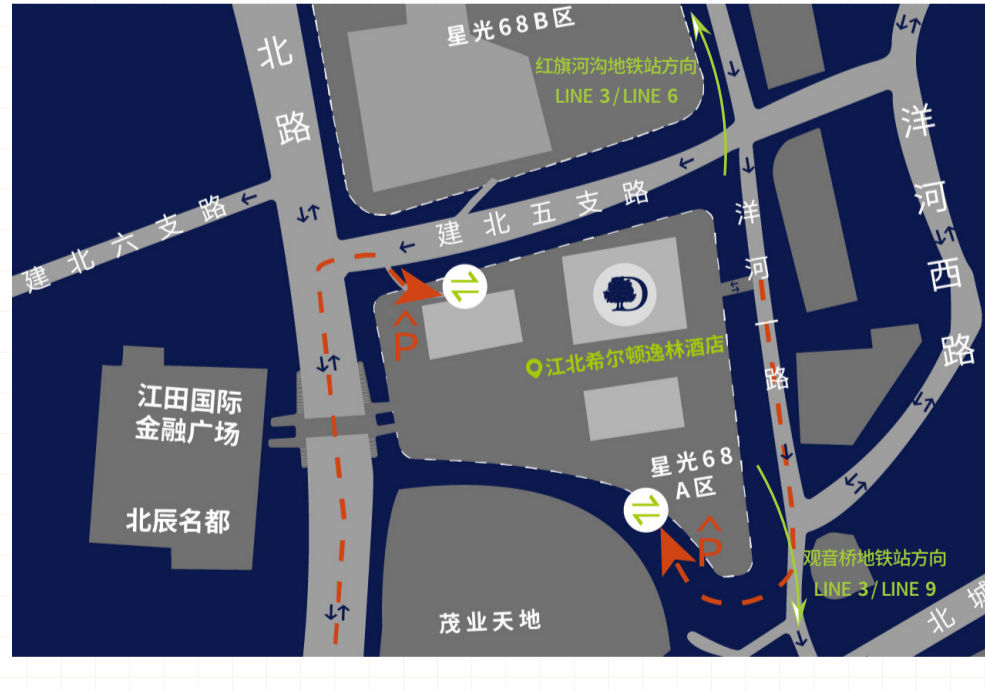 北路
星光68B区
红旗河沟地铁站方向
LINE 3/LINE 6
洋河西路
建北六支路
建北五支路
洋河一路
P
江北希尔顿逸林酒店
江田国际
金融广场
星光68
A区
北辰名都
P
观音桥地铁站方向
LINE 3/LINE 9
茂业天地
北城